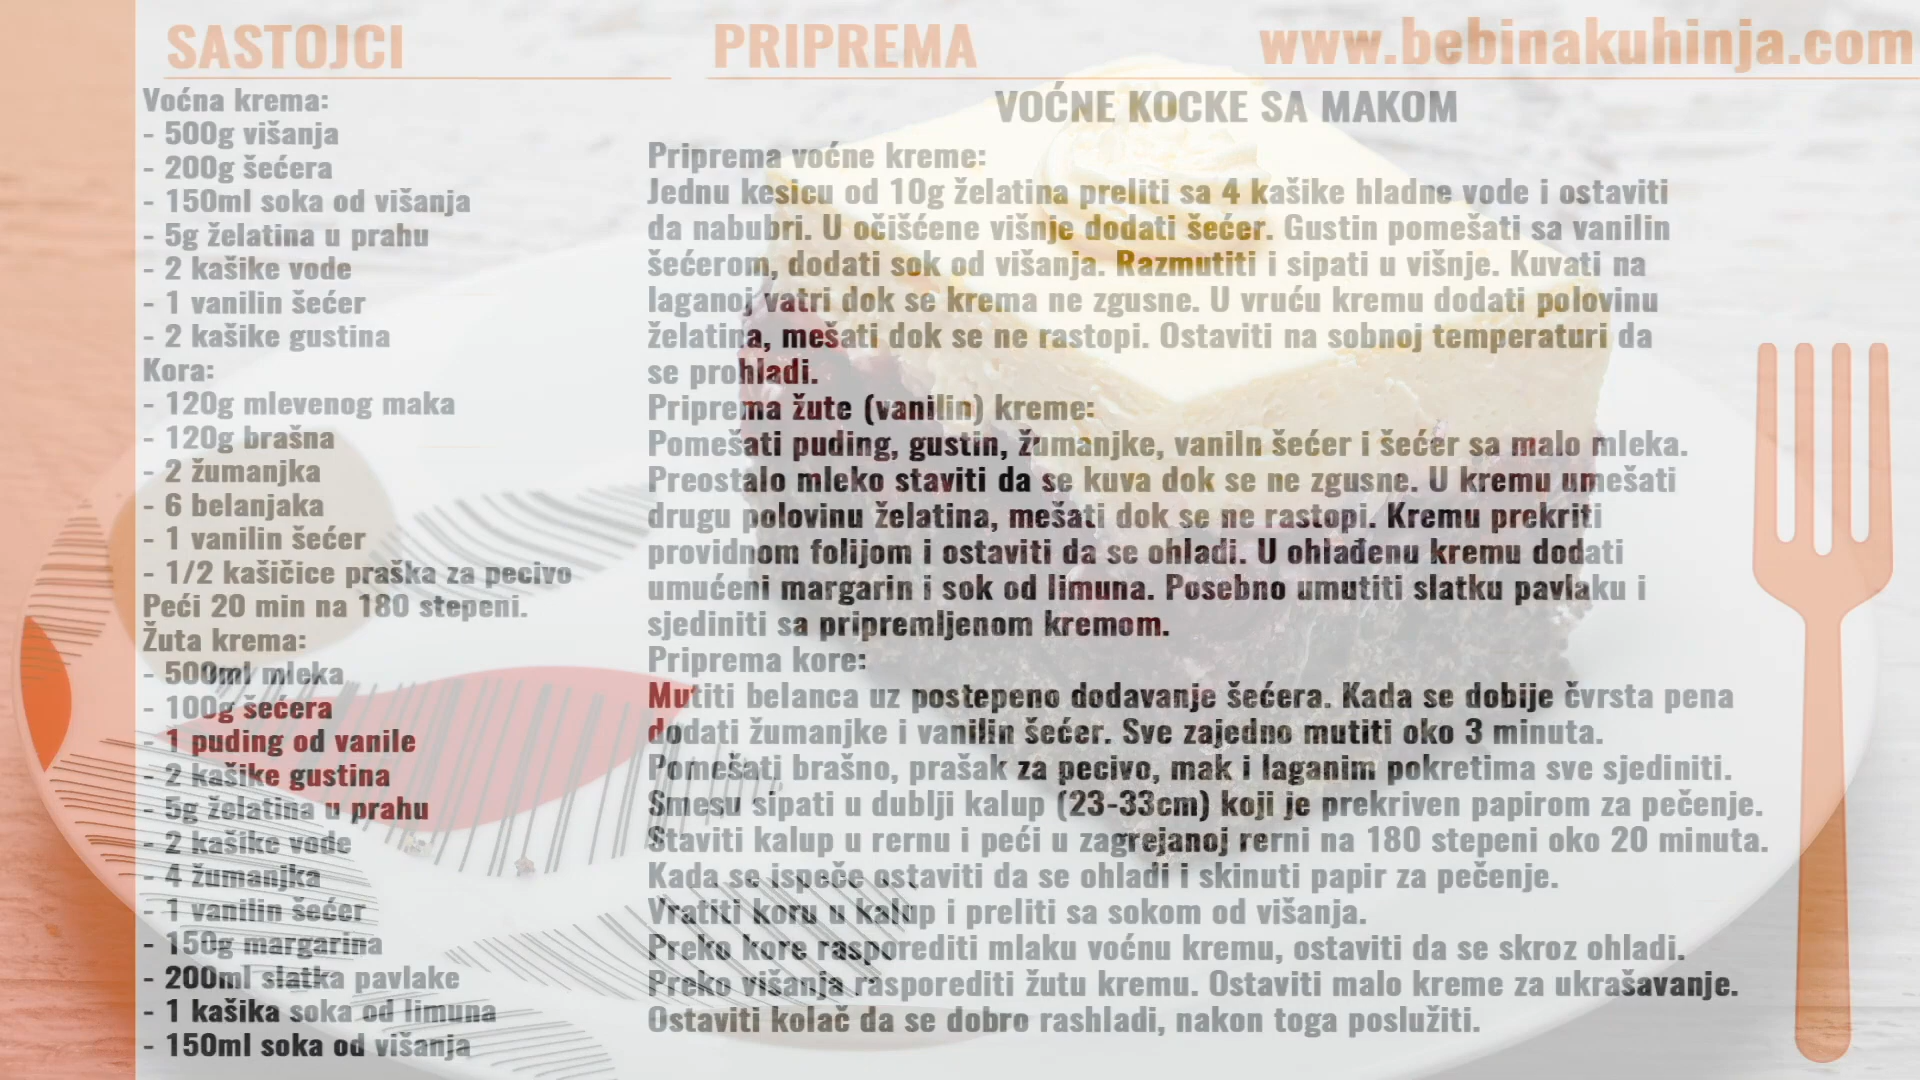 SASTOJCI
Voćna krema:
- 500g višanja
- 200g šećera
- 150ml soka od višanja
- 5g želatina u prahu
- 2 kašike vode
- 1 vanilin šećer
- 2 kašike gustina
Kora:
- 120g mlevenog maka
- 120g brašna
- 2 žumanjka
- 6 belanjaka
- 1 vanilin šećer
- 1/2 kašičice praška za pecivo
Peći 20 min na 180 stepeni.
Žuta krema:
- 500ml mleka
- 100g šećera
- 1 puding od vanile
- 2 kašike gustina
- 5g želatina u prahu
- 2 kašike vode
- 4 žumanjka
- 1 vanilin šećer
- 150g margarina
- 200ml slatka pavlake
- 1 kašika soka od limuna
- 150ml soka od višanja
PRIPREMA
www.bebinakuhinja.com
VOĆNE KOCKE SA MAKOM
Priprema voćne kreme:
Jednu kesicu od 10g želatina preliti sa 4 kašike hladne vode i ostaviti
da nabubri. U očišćene višnje dodati šećer. Gustin pomešati sa vanilin
šećerom, dodati sok od višanja. Razmutiti i sipati u višnje. Kuvati na
laganoj vatri dok se krema ne zgusne. U vruću kremu dodati polovinu
želatina, mešati dok se ne rastopi. Ostaviti na sobnoj temperaturi da
se prohladi.
Priprema žute (vanilin) kreme:
Pomešati puding, gustin, žumanjke, vaniln šećer i šećer sa malo mleka.
Preostalo mleko staviti da se kuva dok se ne zgusne. U kremu umešati
drugu polovinu želatina, mešati dok se ne rastopi. Kremu prekriti
providnom folijom i ostaviti da se ohladi. U ohlađenu kremu dodati
umućeni margarin i sok od limuna. Posebno umutiti slatku pavlaku i
sjediniti sa pripremljenom kremom.
Priprema kore:
Mutiti belanca uz postepeno dodavanje šećera. Kada se dobije čvrsta pena
dodati žumanjke i vanilin šećer. Sve zajedno mutiti oko 3 minuta.
Pomešati brašno, prašak za pecivo, mak i laganim pokretima sve sjediniti.
Smesu sipati u dublji kalup (23-33cm) koji je prekriven papirom za pečenje.
Staviti kalup u rernu i peći u zagrejanoj rerni na 180 stepeni oko 20 minuta.
Kada se ispeče ostaviti da se ohladi i skinuti papir za pečenje.
Vratiti koru u kalup i preliti sa sokom od višanja.
Preko kore rasporediti mlaku voćnu kremu, ostaviti da se skroz ohladi.
Preko višanja rasporediti žutu kremu. Ostaviti malo kreme za ukrašavanje.
Ostaviti kolač da se dobro rashladi, nakon toga poslužiti.